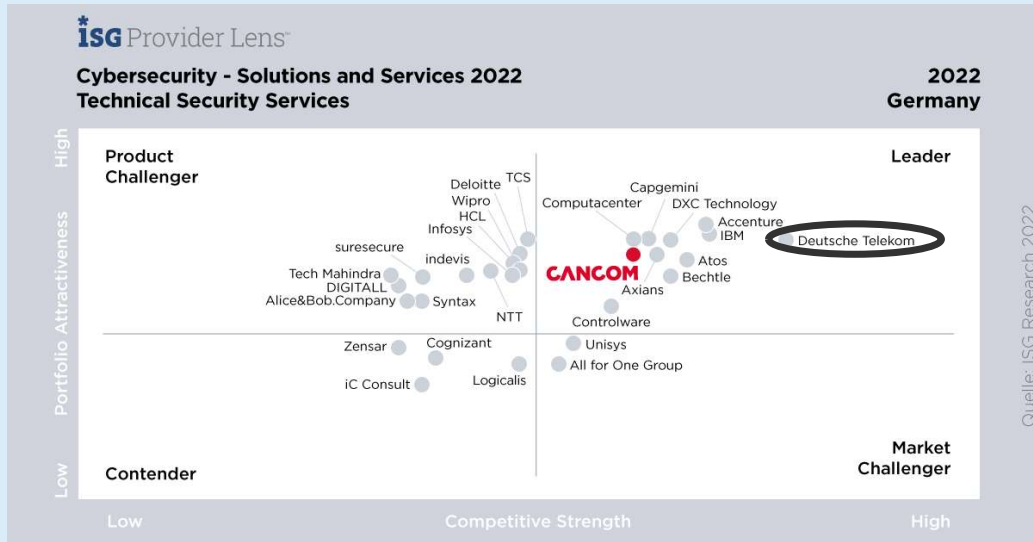 ISG Provider Lens™
Cybersecurity - Solutions and Services 2022
Technical Security Services
2022
Germany
High
Portfolio Attractiveness
Low
Product
Challenger
Leader
Deloitte
TCS
Wipro
HCL
Infosys
suresecure
indevis
Tech Mahindra
DIGITALL
Alice&Bob.Company
Syntax
NTT
Capgemini
Computacenter
DXC Technology
Accenture
IBM
Deutsche Telekom
CANCOM
Atos
Bechtle
Axians
Controlware
Zensar
Cognizant
Unisys
All for One Group
iC Consult
Logicalis
Contender
Market
Challenger
Low
Competitive Strength
High
Quelle: ISG Research 2022